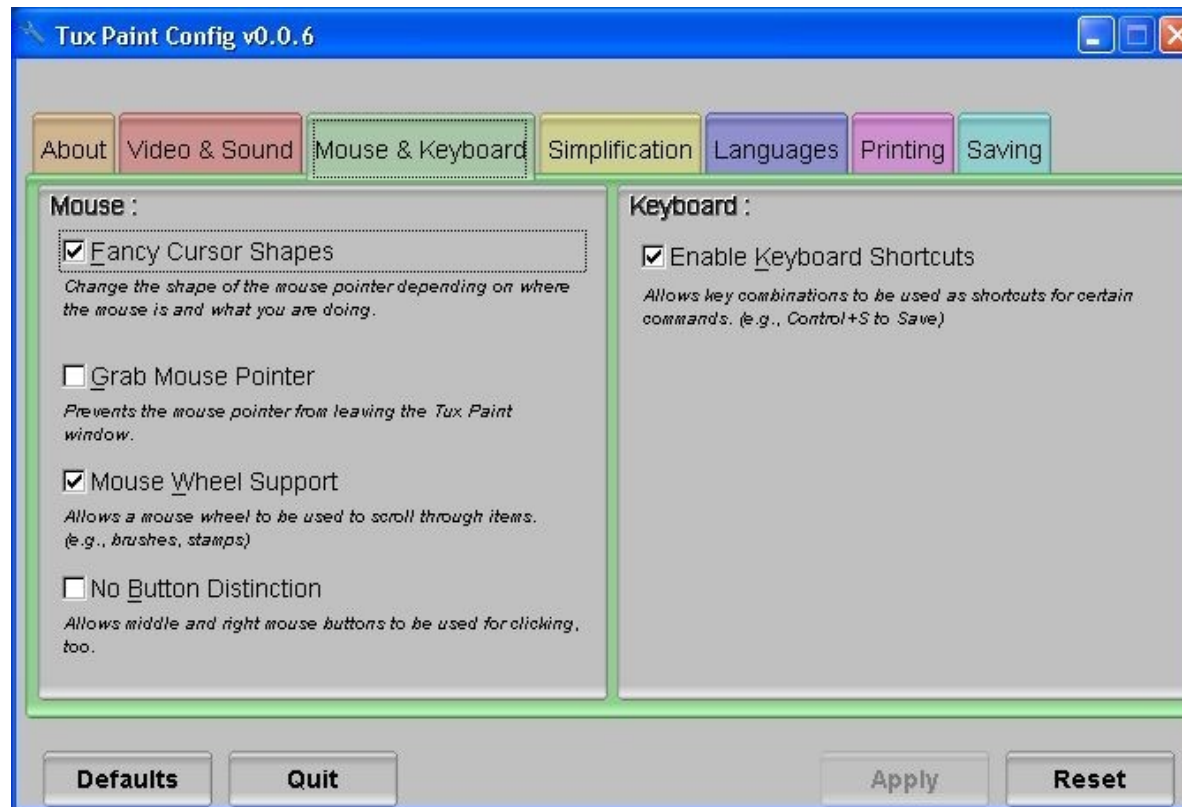 Tux Paint Config v0.0.6
About Video & Sound Mouse & Keyboard Simplification Languages Printing Saving
Mouse :
Fancy Cursor Shapes
Change the shape of the mouse pointer depending on where
the mouse is and what you are doing.
Grab Mouse Pointer
Prevents the mouse pointer from leaving the Tux Paint
window.
Mouse Wheel Support
Allows a mouse wheel to be used to scroll through items.
(e.g., brushes, stamps)
No Button Distinction
Allows middle and right mouse buttons to be used for clicking,
too.
Keyboard :
Enable Keyboard Shortcuts
Allows key combinations to be used as shortcuts for certain
commands. (e.g., Control+S to Save)
Defaults Quit Apply Reset